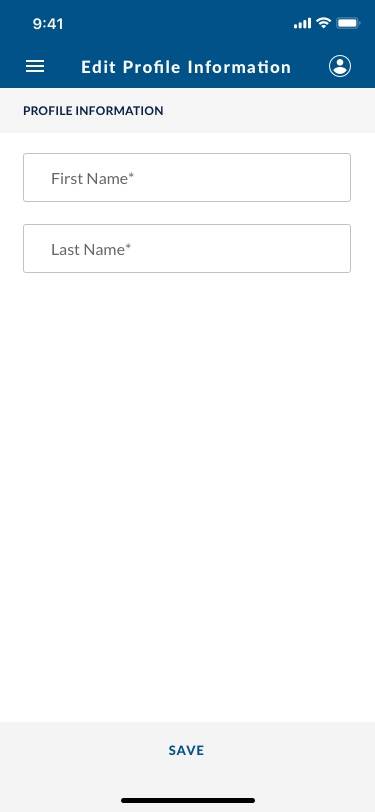 9:41
Edit Profile Information
PROFILE INFORMATION
First Name*
Last Name*
SAVE